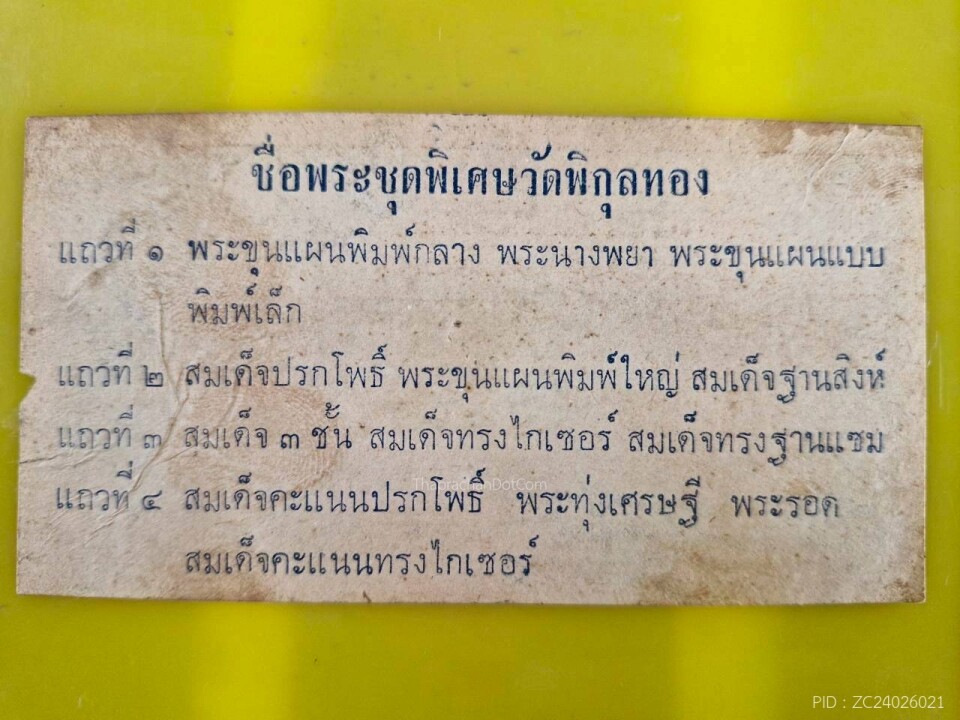 ชื่อพระชุดพิเศษวัดพิกุลทอง
แถวที่ ๑ พระขุนแผนพิมพ์กลาง พระนางพยา พระขุนแผนแบบ
พิมพ์เล็ก
แถวที่ ๒ สมเด็จปรกโพธิ์ พระขุนแผนพิมพ์ใหญ่ สมเด็จฐานสิงห์
แถวที่ ๓ สมเด็จ ๓ ชั้น สมเด็จทรงไกเซอร์ สมเด็จทรงฐานแซม
ThaPrachanDotCom
แถวที่ ๔ สมเด็จคะแนนปรกโพธิ์ พระทุ่งเศรษฐี พระรอด
สมเด็จคะแนนทรงไกเซอร์
PID : ZC24026021